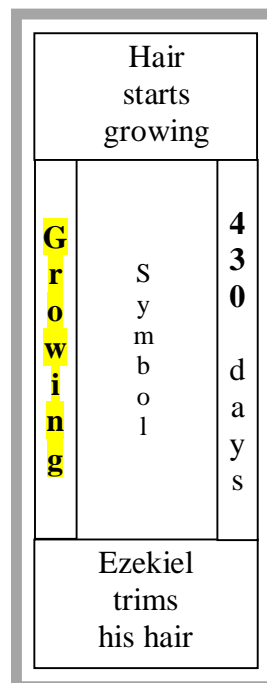 Hair
starts
growing
Growing
Symbol
430 days
Ezekiel
trims
his hair